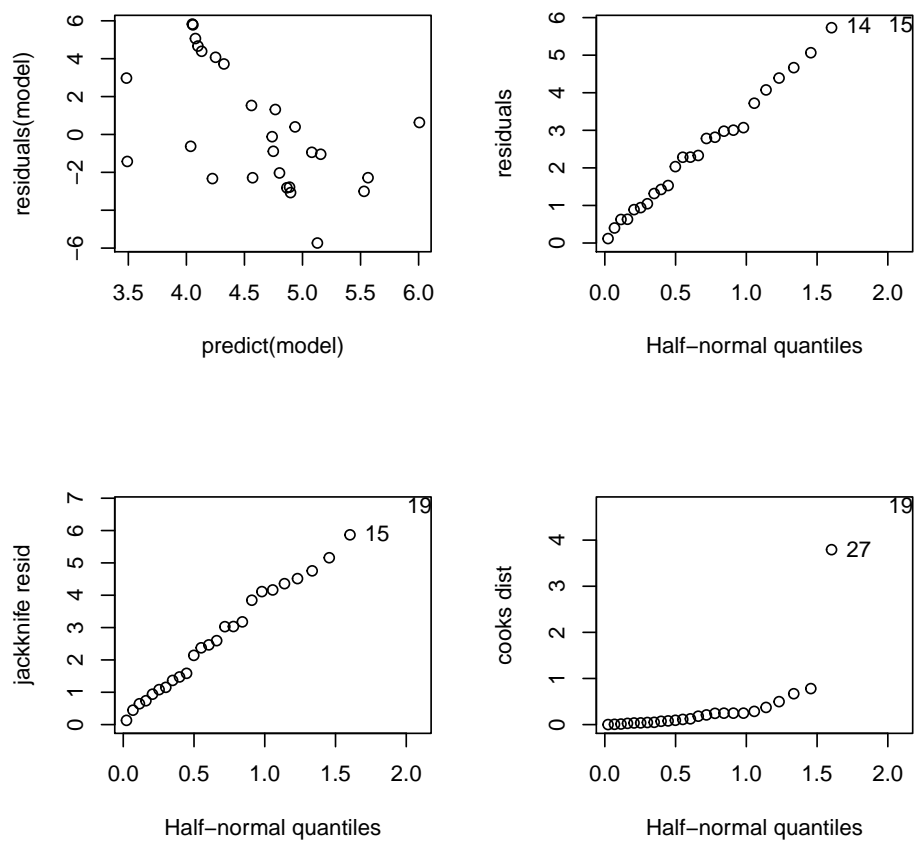 3.5 4.0 4.5 5.0 5.5 6.0
−6
−2
0
2
4
6
predict(model)
residuals(model)
0.0 0.5 1.0 1.5 2.0
0
1
2
3
4
5
6
Half−normal quantiles
residuals
14 15
0.0 0.5 1.0 1.5 2.0
0
1
2
3
4
5
6
7
Half−normal quantiles
jackknife resid
15
19
0.0 0.5 1.0 1.5 2.0
0
1
2
3
4
Half−normal quantiles
cooks dist
27
19